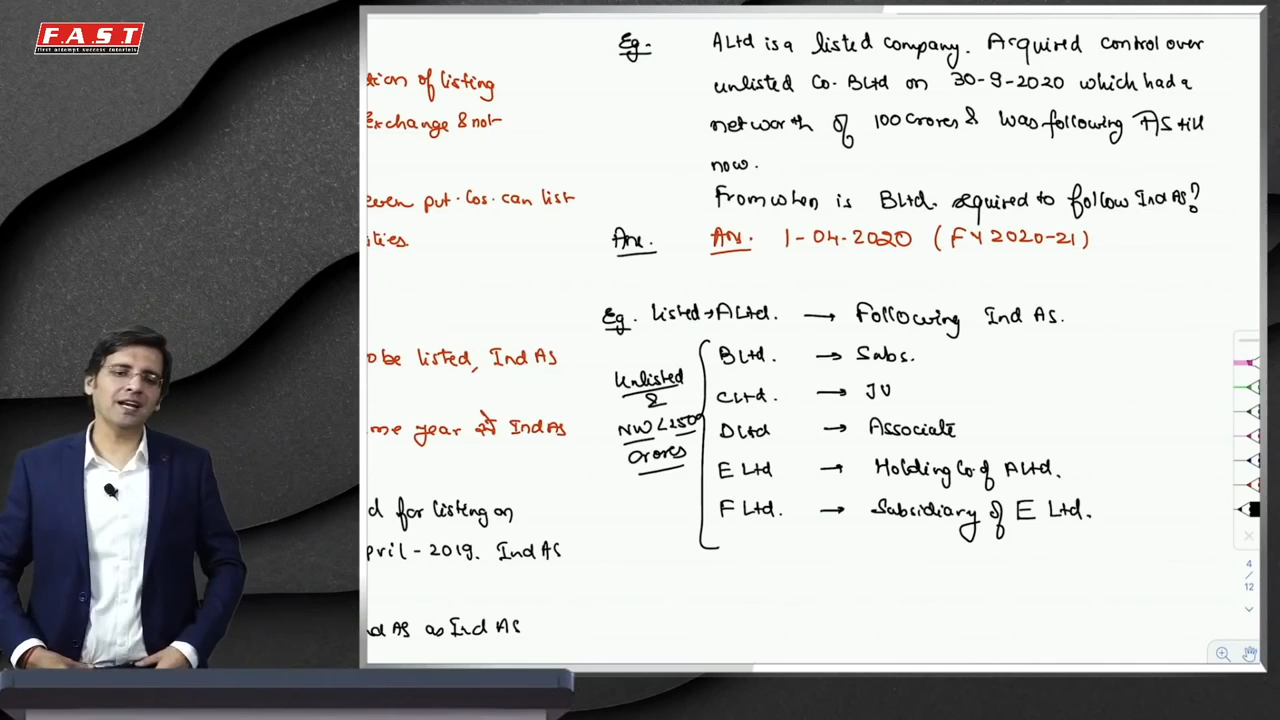 F.A.S.T
first attempt success tutorials
tion of listing
Exchange & not
even pvt. Cos. can list
ities.
o be listed, Ind AS
me year Ind AS
d for listing on
pril - 2019. Ind AS
nd AS as Ind AS
Eg. A Ltd is a listed company. Acquired control over
unlisted Co. B Ltd on 30-9-2020 which had a
net worth of 100 crores & was following AS till
now.
From when is B Ltd. required to follow Ind AS?
Ans. Ans. 1-04-2020 (FY 2020-21)
Eg. Listed → A Ltd. → Following Ind AS.
B Ltd. → Subs.
Unlisted
&
C Ltd. → JV
NW < 250
Crores
D Ltd → Associate
E Ltd → Holding Co. of A Ltd.
F Ltd. → Subsidiary of E Ltd.
4
/
12